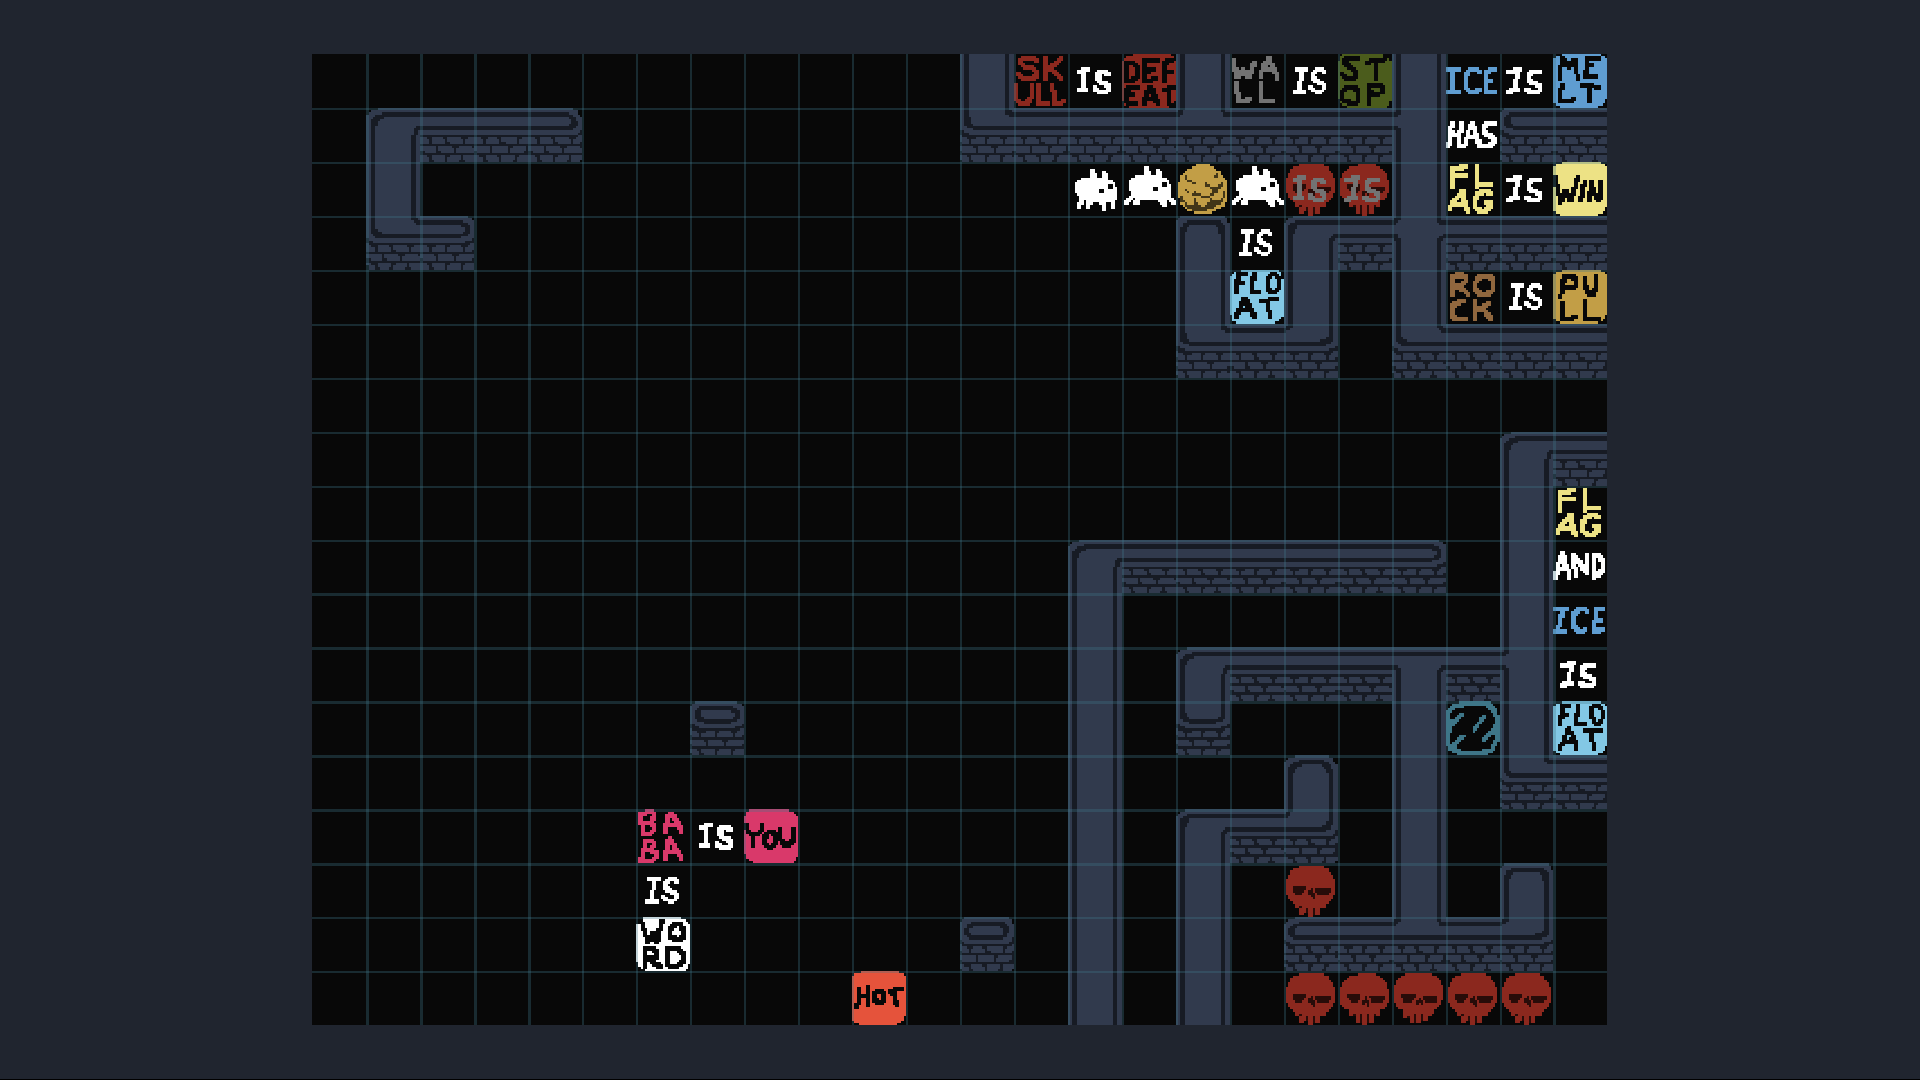 SKULL IS DEFEAT WALL IS STOP ICE IS MELT
HAS
IS IS FLAG IS WIN
IS
FLOAT ROCK IS PULL
FLAG
AND
ICE
IS
FLOAT
BABA IS YOU
IS
WORD
HOT